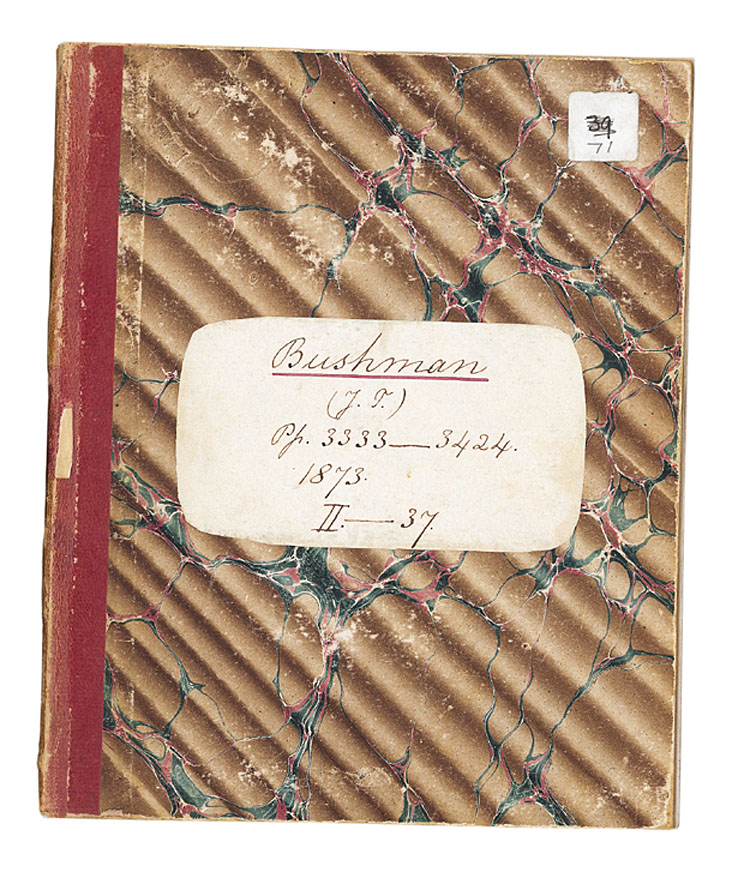 39
71
Bushman
(J. T.)
Pp. 3333—3424.
1873.
II.—37.